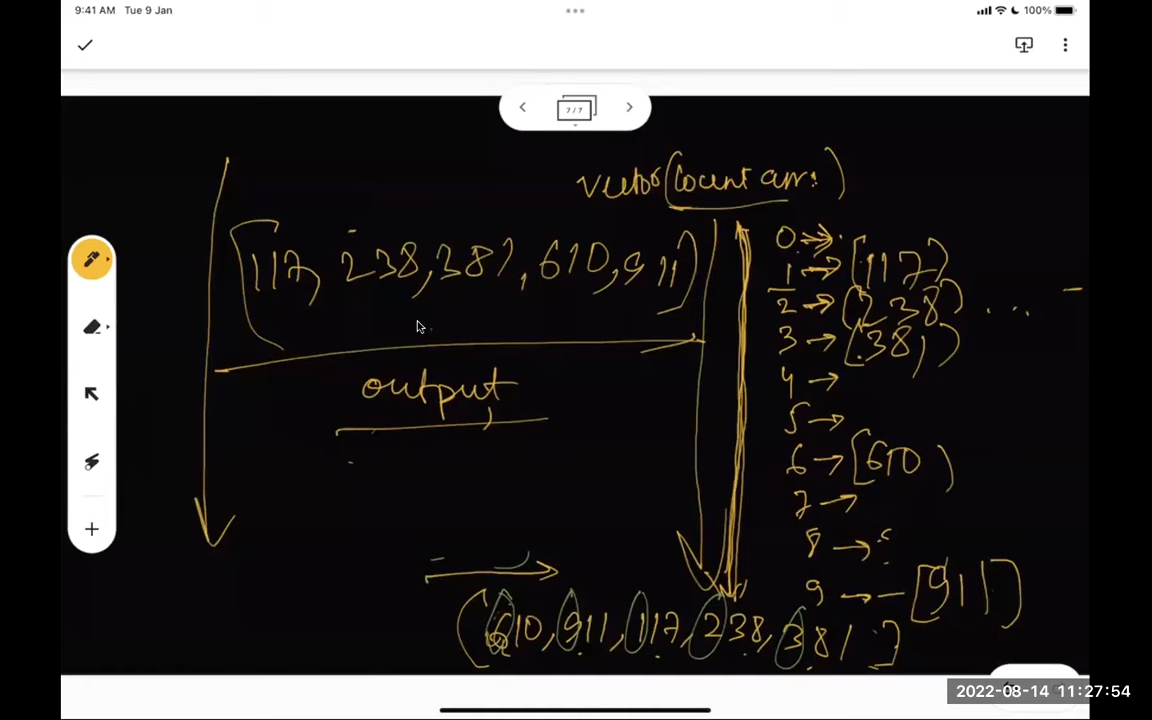 9:41 AM Tue 9 Jan
100%
7 / 7
vector (count arr.)
[117, 238, 381, 610, 911]
output
0 →
1 → [117]
2 → [238] ...
3 → [381]
4 →
5 →
6 → [610]
7 →
8 →
9 → [911]
[610, 911, 117, 238, 381]
2022-08-14 11:27:54